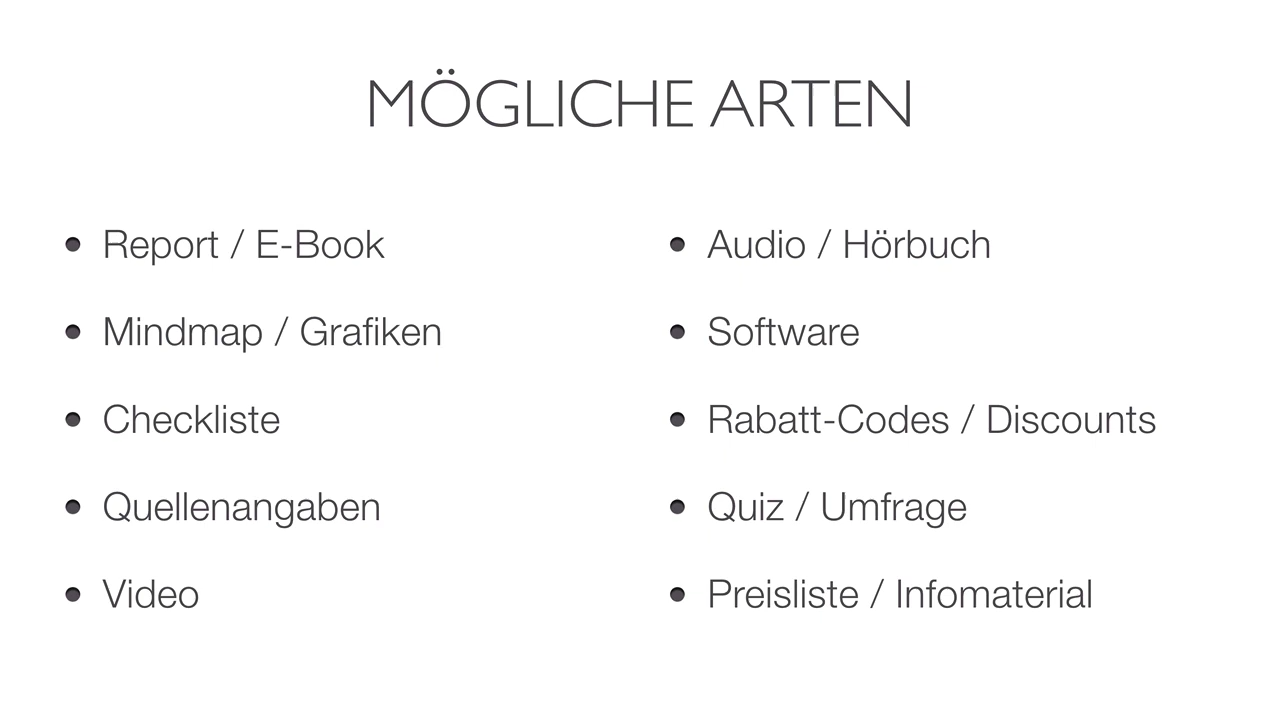 MÖGLICHE ARTEN
• Report / E-Book
• Mindmap / Grafiken
• Checkliste
• Quellenangaben
• Video
• Audio / Hörbuch
• Software
• Rabatt-Codes / Discounts
• Quiz / Umfrage
• Preisliste / Infomaterial